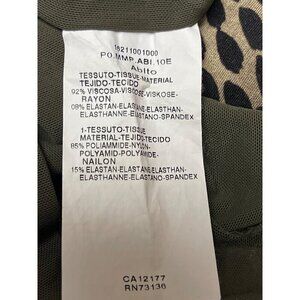 16211001000
PO.MMP.ABI.10E
Abito
TESSUTO-TISSUE-MATERIAL
TEJIDO-TECIDO
92% VISCOSA-VISCOSE-VISKOSE-
RAYON
08% ELASTAN-ELASTANE-ELASTHAN-
ELASTHANNE-ELASTANO-SPANDEX
1-TESSUTO-TISSUE
MATERIAL-TEJIDO-TECIDO
85% POLIAMMIDE-NYLON-
POLYAMID-POLYAMIDE-
NAILON
15% ELASTAN-ELASTANE-ELASTHAN-
ELASTHANNE-ELASTANO-SPANDEX
CA12177
RN73136